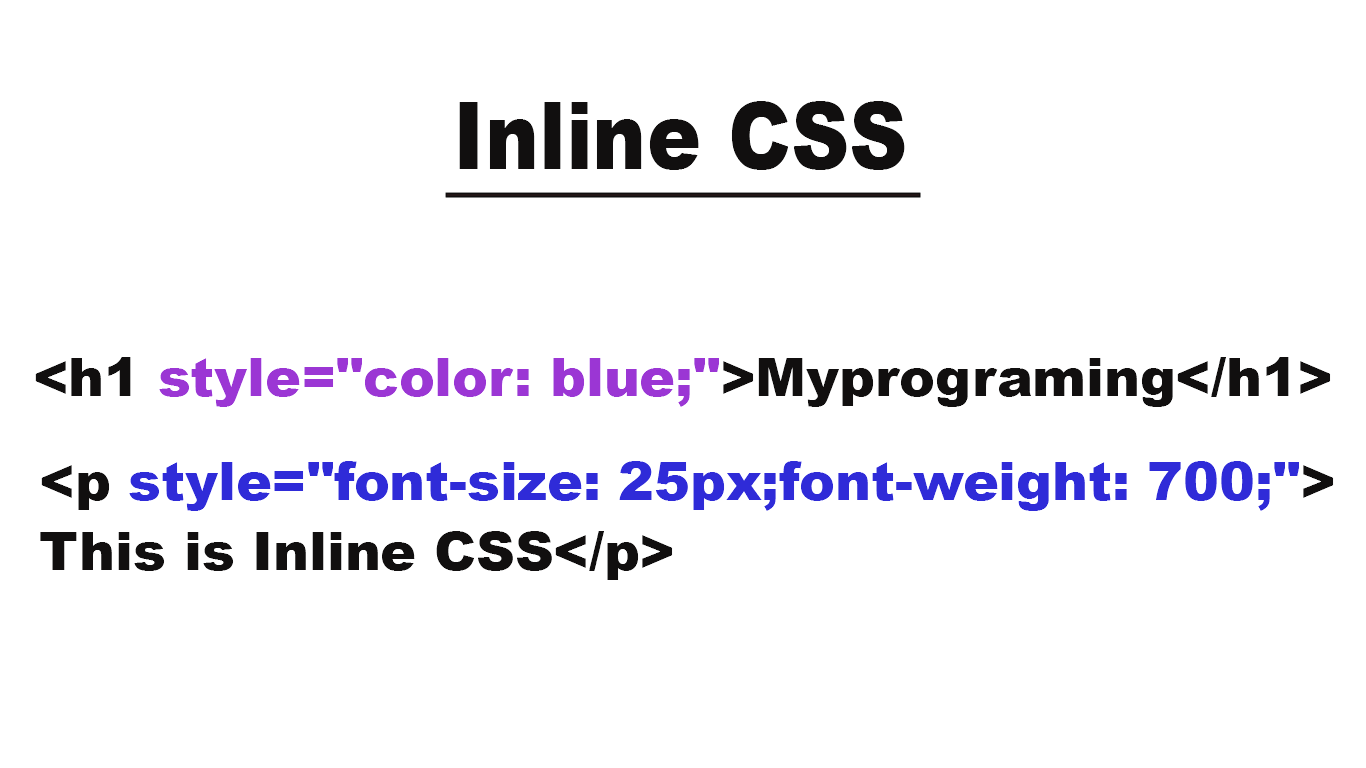 Inline CSS
<h1 style="color: blue;">Myprograming</h1>
<p style="font-size: 25px;font-weight: 700;">
This is Inline CSS</p>